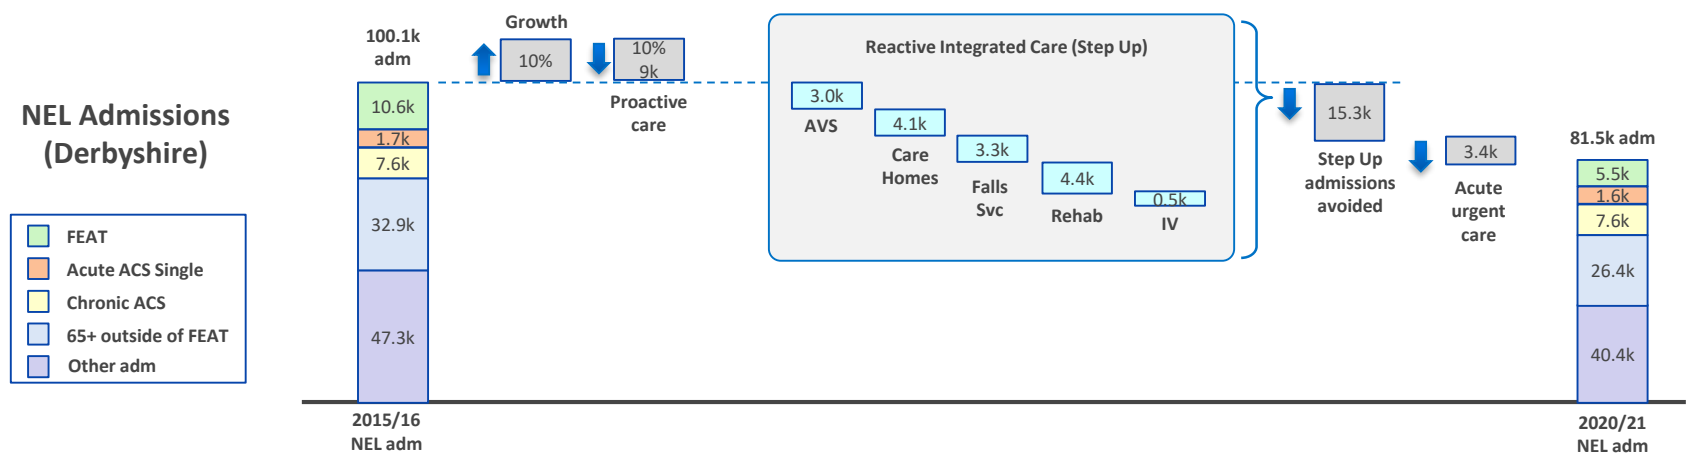 NEL Admissions
(Derbyshire)
FEAT
Acute ACS Single
Chronic ACS
65+ outside of FEAT
Other adm
100.1k
adm
10.6k
1.7k
7.6k
32.9k
47.3k
2015/16
NEL adm
Growth
10%
10%
9k
Proactive
care
Reactive Integrated Care (Step Up)
3.0k
AVS
4.1k
Care
Homes
3.3k
Falls
Svc
4.4k
Rehab
0.5k
IV
15.3k
Step Up
admissions
avoided
3.4k
Acute
urgent
care
81.5k adm
5.5k
1.6k
7.6k
26.4k
40.4k
2020/21
NEL adm